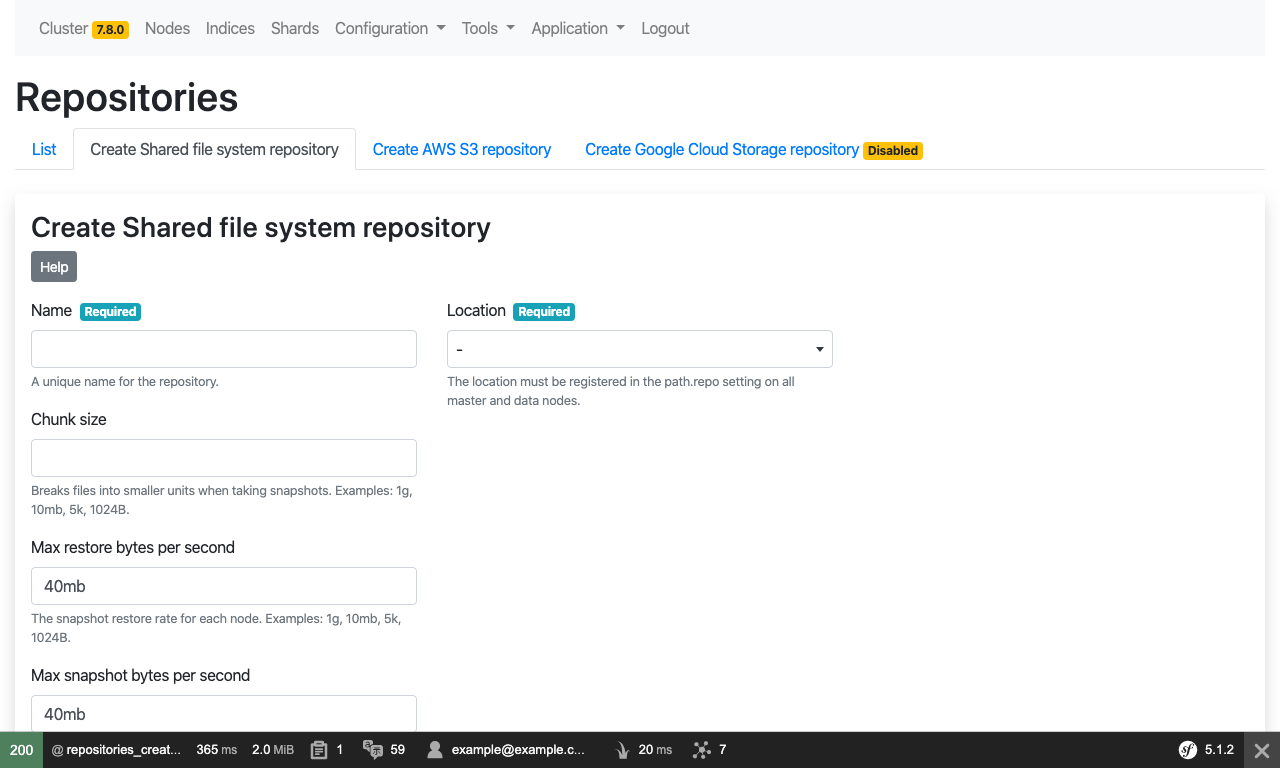 Cluster 7.8.0 Nodes Indices Shards Configuration Tools Application Logout
Repositories
List Create Shared file system repository Create AWS S3 repository Create Google Cloud Storage repository Disabled
Create Shared file system repository
Help
Name Required Location Required
-
A unique name for the repository. The location must be registered in the path.repo setting on all
master and data nodes.
Chunk size
Breaks files into smaller units when taking snapshots. Examples: 1g,
10mb, 5k, 1024B.
Max restore bytes per second
40mb
The snapshot restore rate for each node. Examples: 1g, 10mb, 5k,
1024B.
Max snapshot bytes per second
40mb
200 @ repositories_creat... 365 ms 2.0 MiB 1 59 example@example.c... 20 ms 7 sf 5.1.2